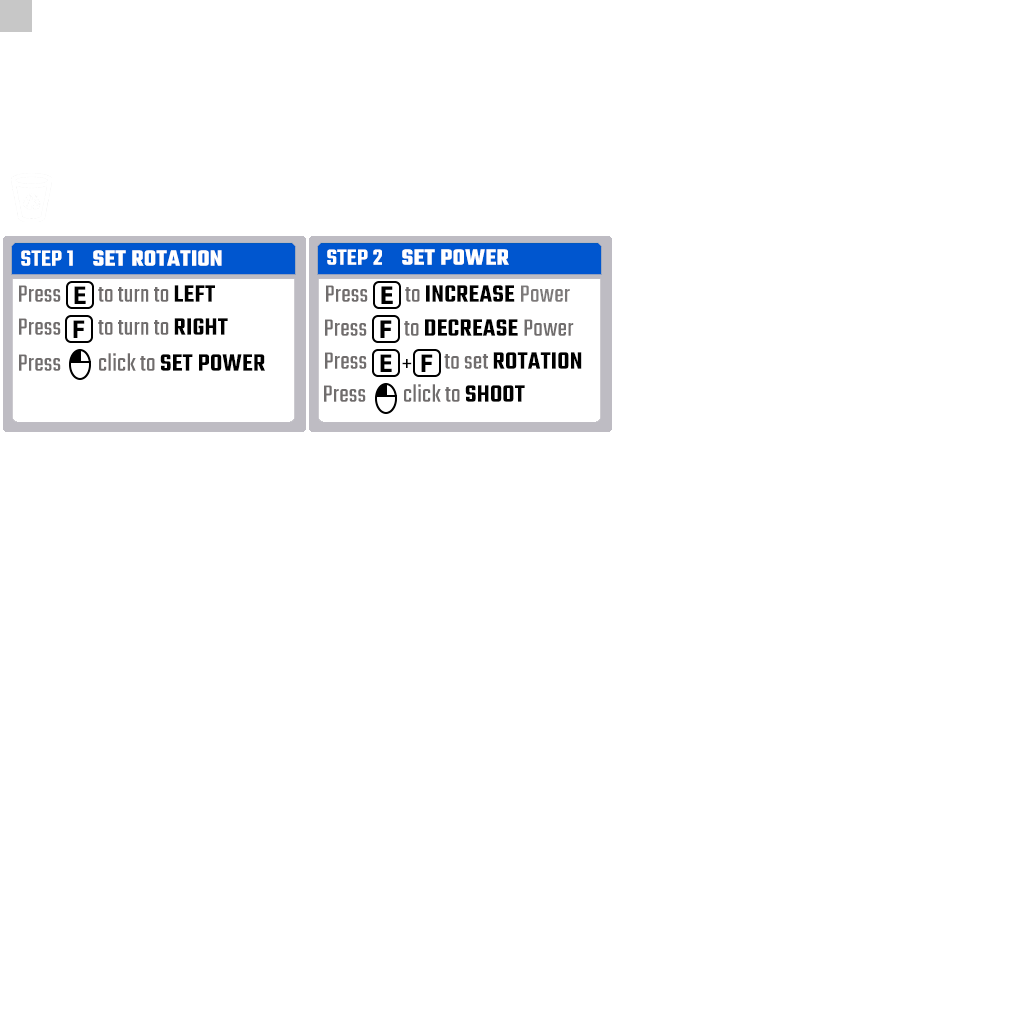 STEP 1 SET ROTATION
Press E to turn to LEFT
Press F to turn to RIGHT
Press click to SET POWER
STEP 2 SET POWER
Press E to INCREASE Power
Press F to DECREASE Power
Press E+F to set ROTATION
Press click to SHOOT